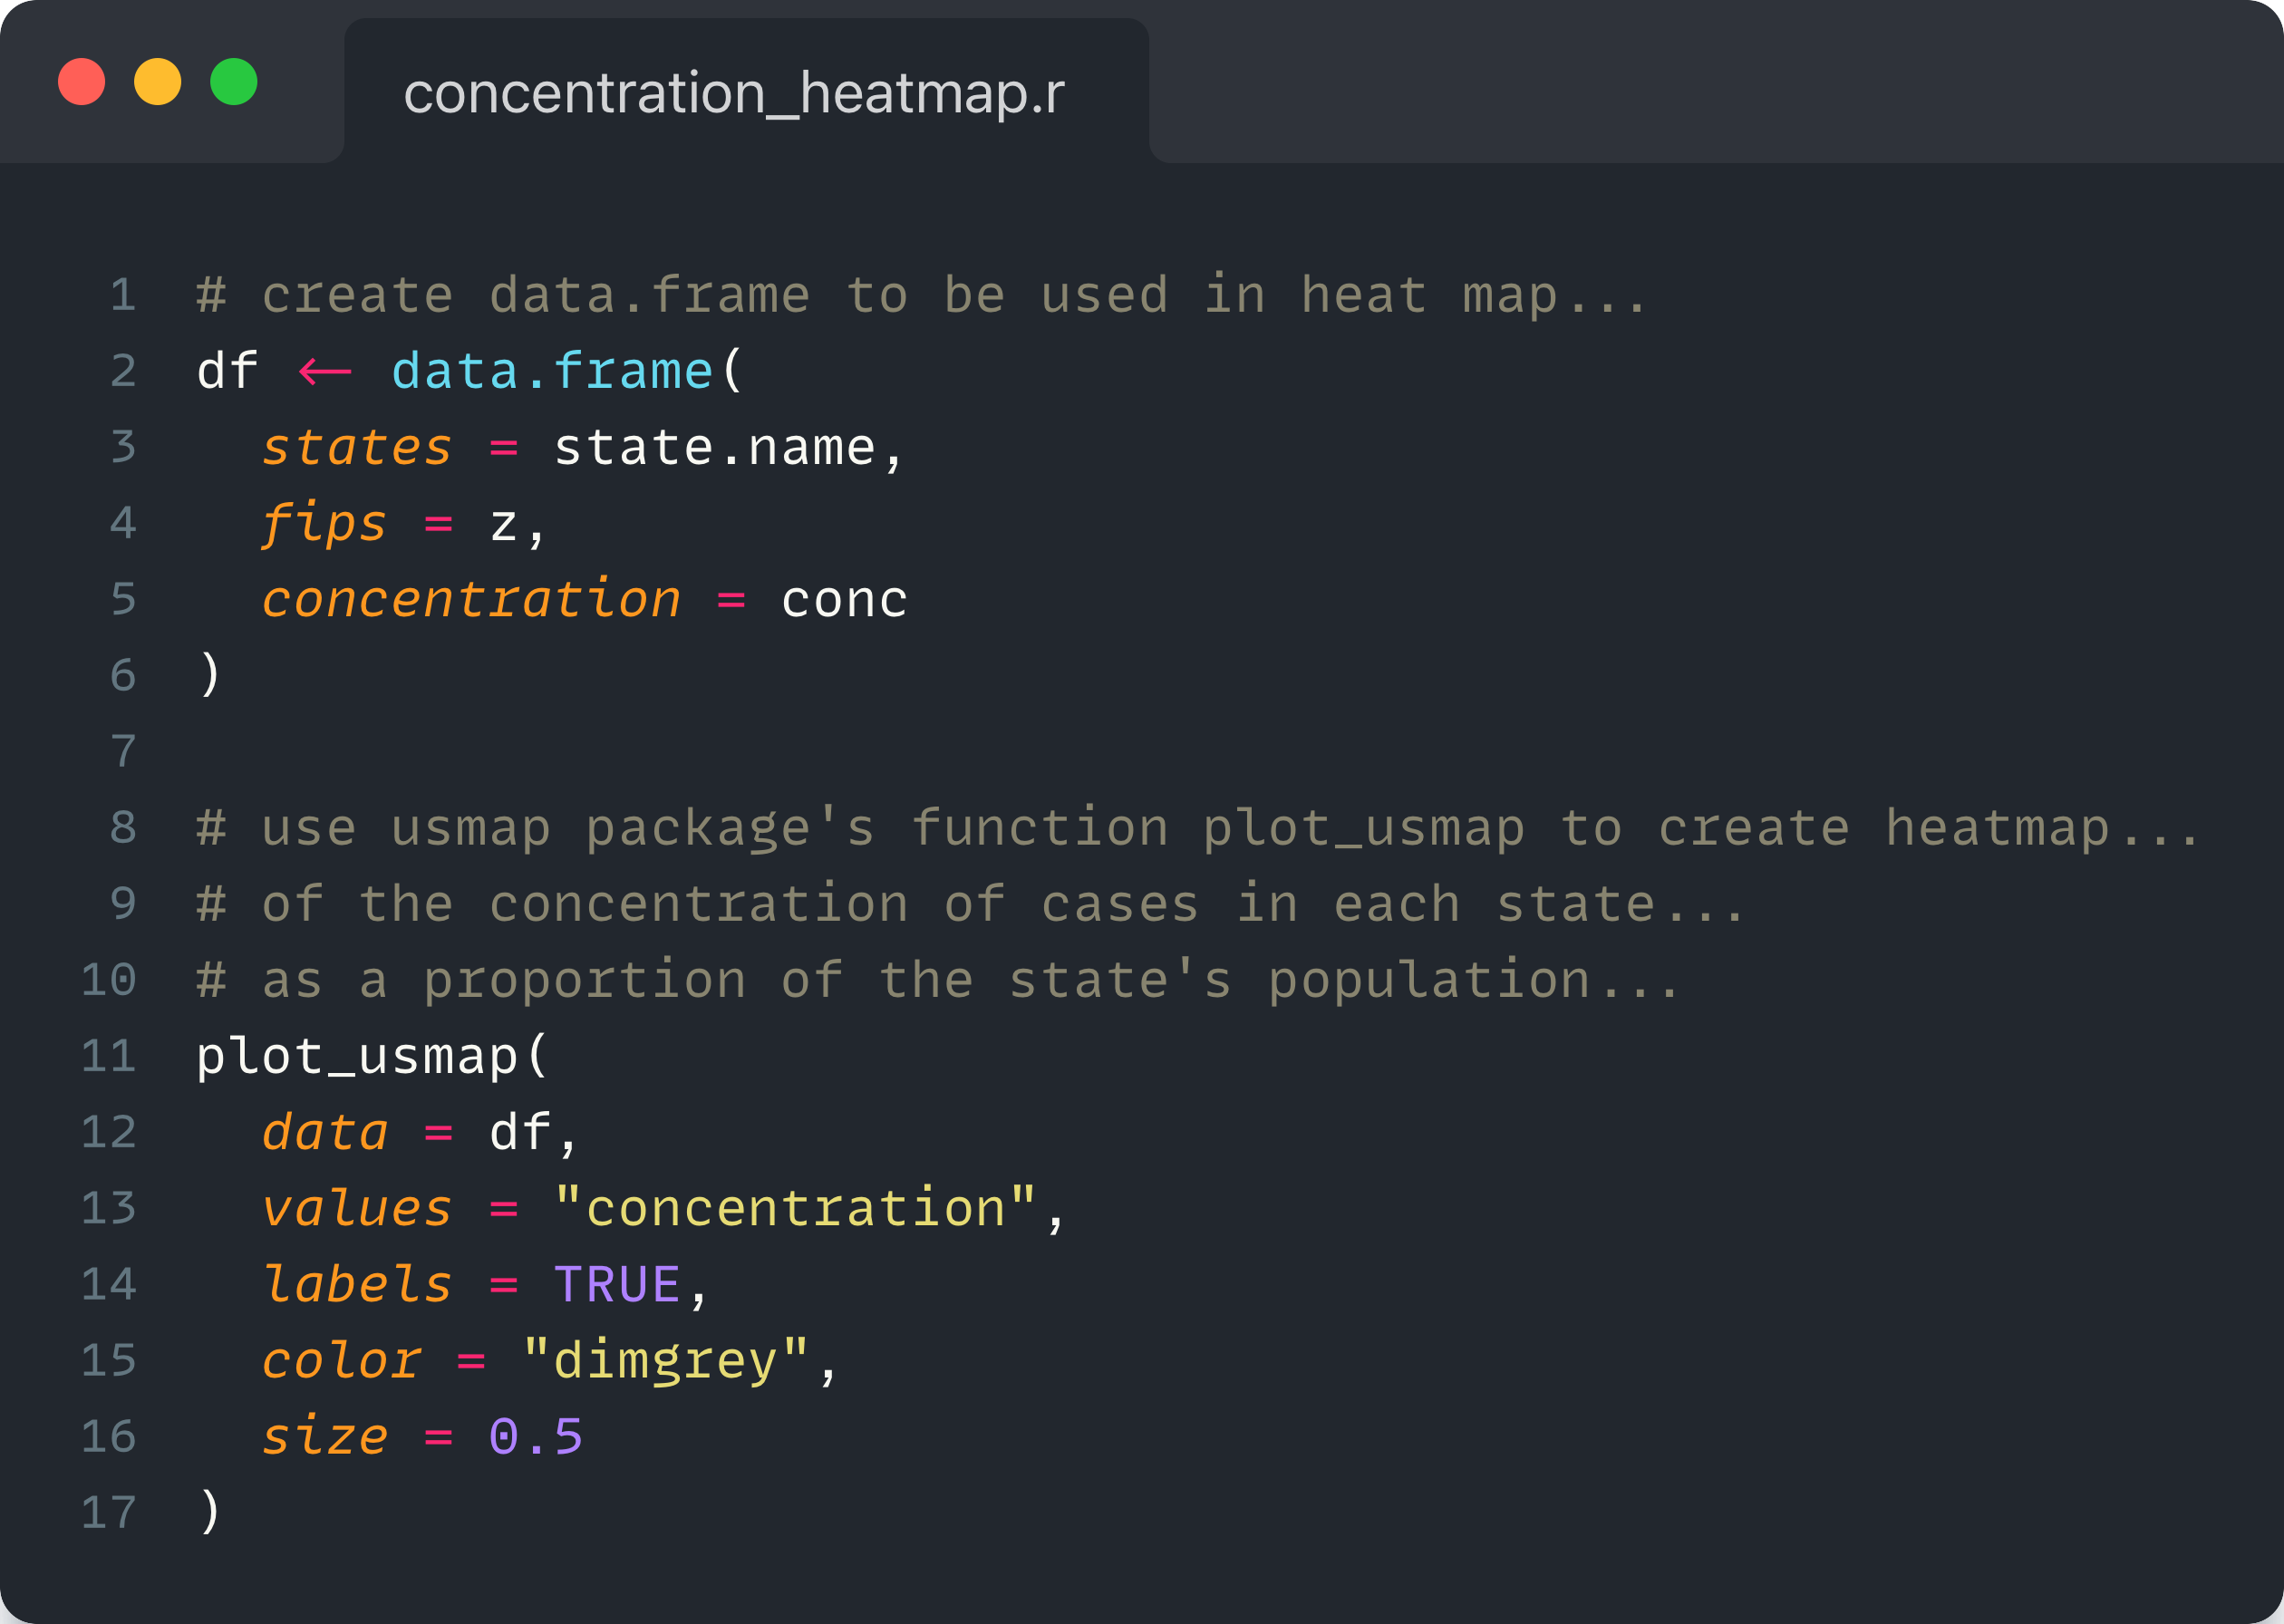 concentration_heatmap.r
1 # create data.frame to be used in heat map...
2 df <- data.frame(
3   states = state.name,
4   fips = z,
5   concentration = conc
6 )
7
8 # use usmap package's function plot_usmap to create heatmap...
9 # of the concentration of cases in each state...
10 # as a proportion of the state's population...
11 plot_usmap(
12   data = df,
13   values = "concentration",
14   labels = TRUE,
15   color = "dimgrey",
16   size = 0.5
17 )